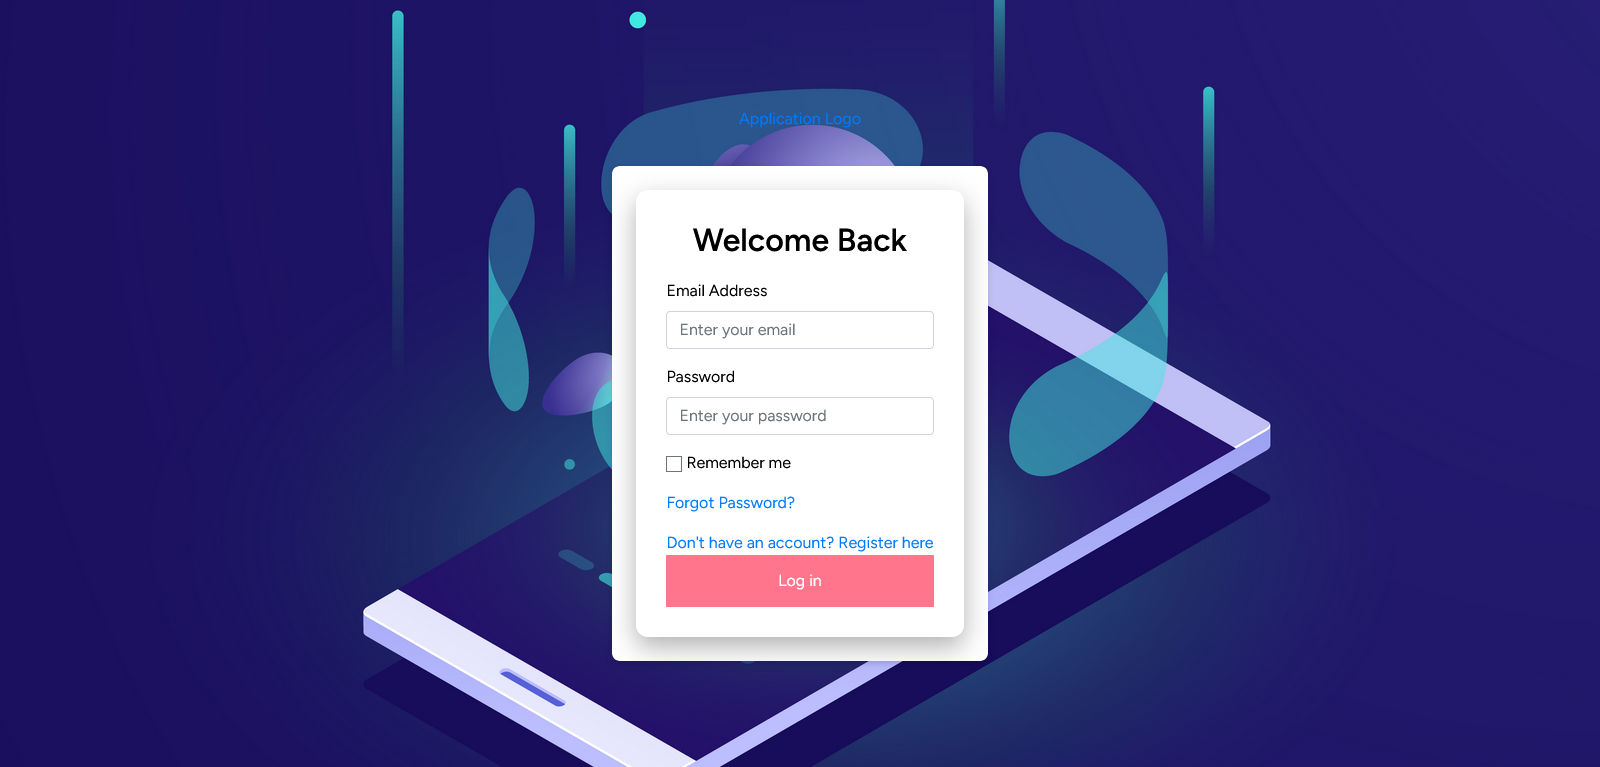 Application Logo
Welcome Back
Email Address
Enter your email
Password
Enter your password
Remember me
Forgot Password?
Don't have an account? Register here
Log in